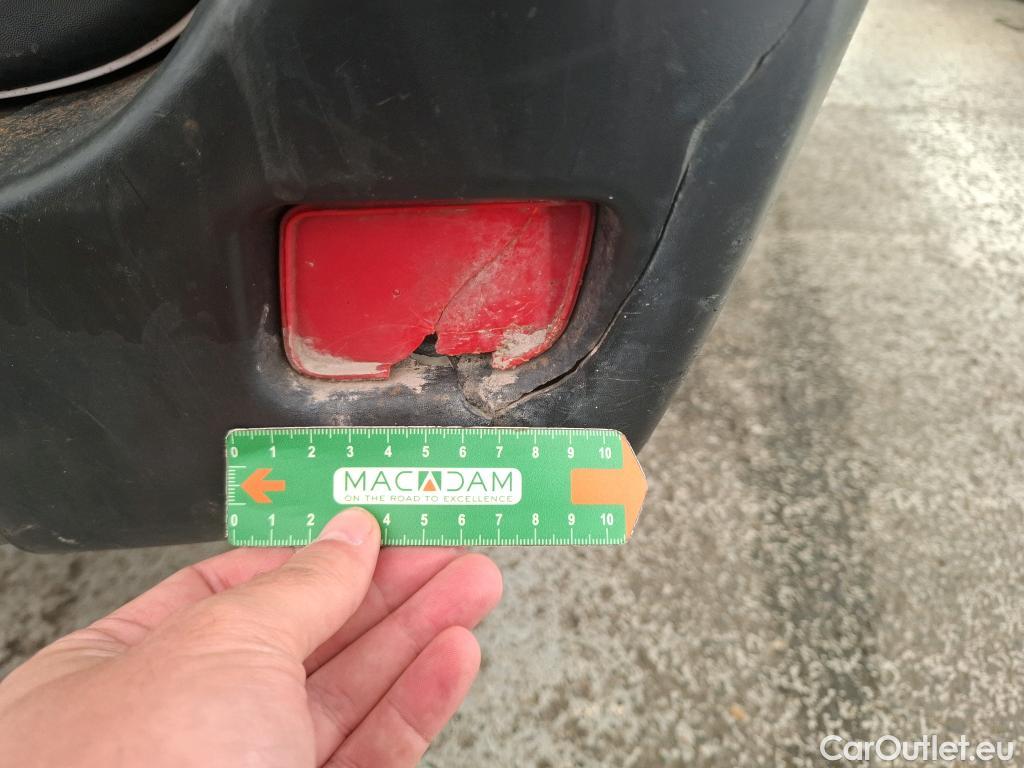 0 1 2 3 4 5 6 7 8 9 10
MACADAM
ON THE ROAD TO EXCELLENCE
0 1 2 4 5 6 7 8 9 10
CarOutlet.eu